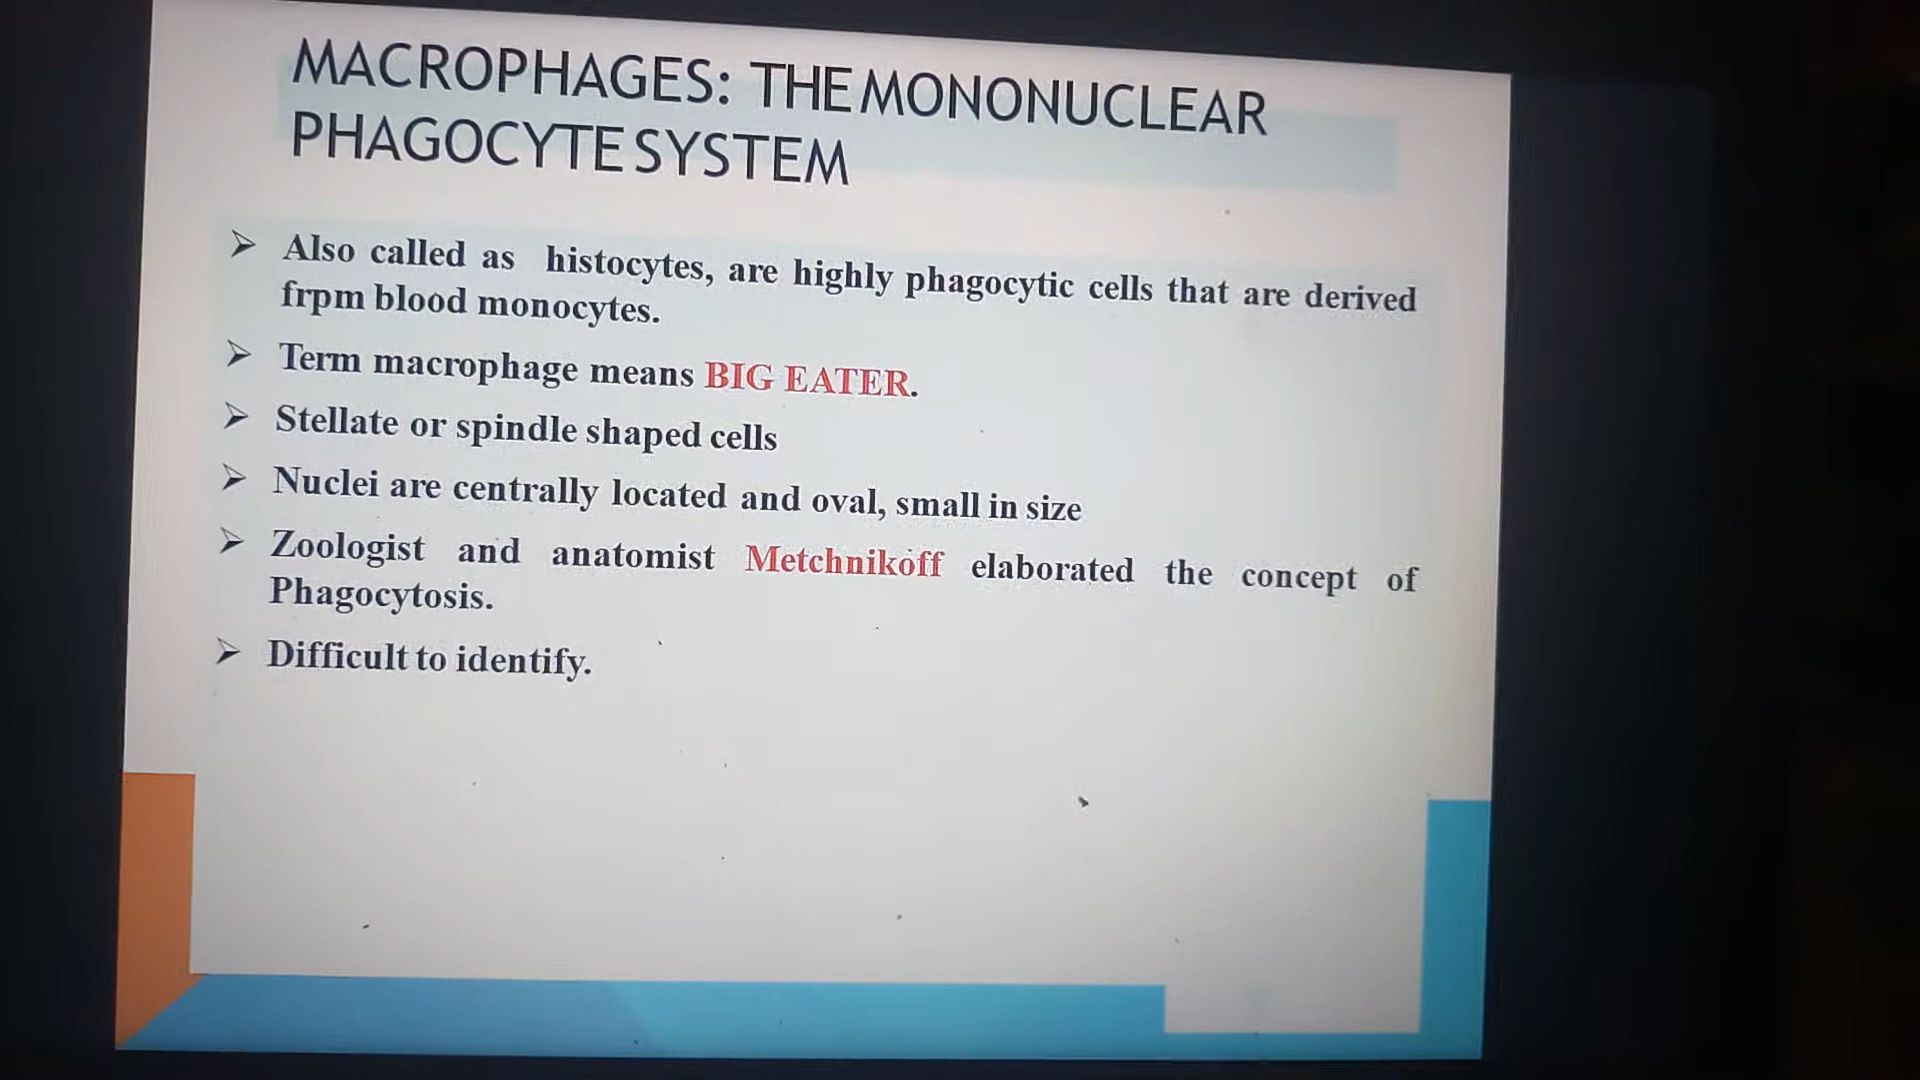 MACROPHAGES: THE MONONUCLEAR
PHAGOCYTE SYSTEM
Also called as histocytes, are highly phagocytic cells that are derived
frpm blood monocytes.
Term macrophage means BIG EATER.
Stellate or spindle shaped cells
Nuclei are centrally located and oval, small in size
Zoologist and anatomist Metchnikoff elaborated the concept of
Phagocytosis.
Difficult to identify.